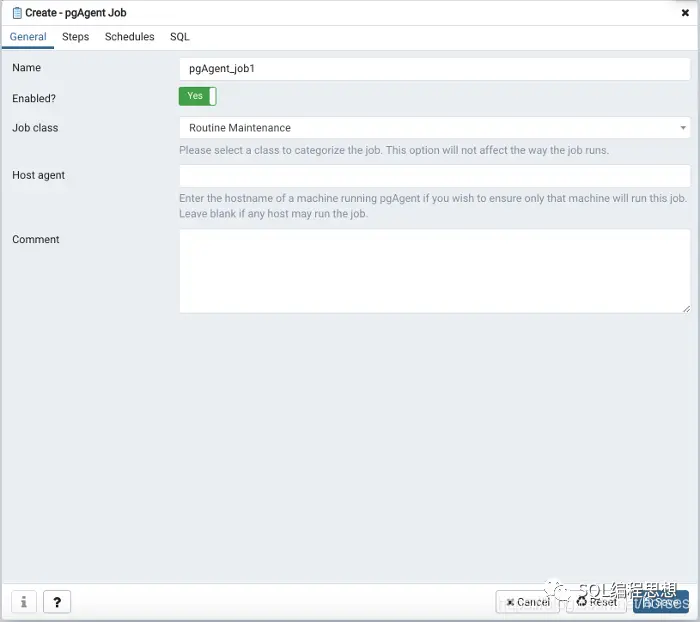 Create - pgAgent Job
General Steps Schedules SQL
Name
pgAgent_job1
Enabled?
Yes
Job class
Routine Maintenance
Please select a class to categorize the job. This option will not affect the way the job runs.
Host agent
Enter the hostname of a machine running pgAgent if you wish to ensure only that machine will run this job.
Leave blank if any host may run the job.
Comment
i ? Cancel Reset
SQL编程思想
net/horses